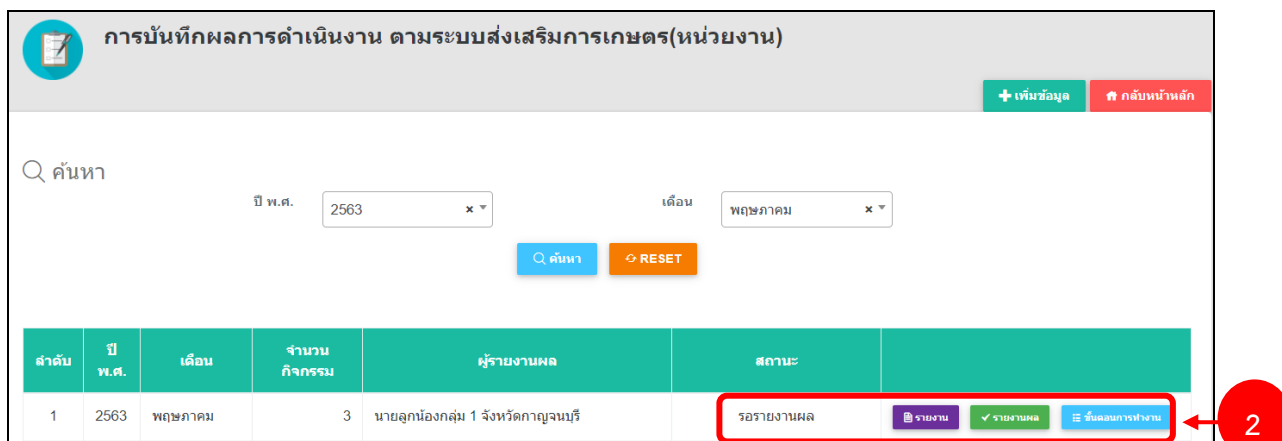 การบันทึกผลการดำเนินงาน ตามระบบส่งเสริมการเกษตร(หน่วยงาน)
เพิ่มข้อมูล กลับหน้าหลัก
ค้นหา
ปี พ.ศ. 2563 × เดือน พฤษภาคม ×
ค้นหา RESET
ลำดับ ปี พ.ศ. เดือน จำนวน กิจกรรม ผู้รายงานผล สถานะ
1 2563 พฤษภาคม 3 นายลูกน้องกลุ่ม 1 จังหวัดกาญจนบุรี รอรายงานผล รายงาน รายงานผล ขั้นตอนการทำงาน
2